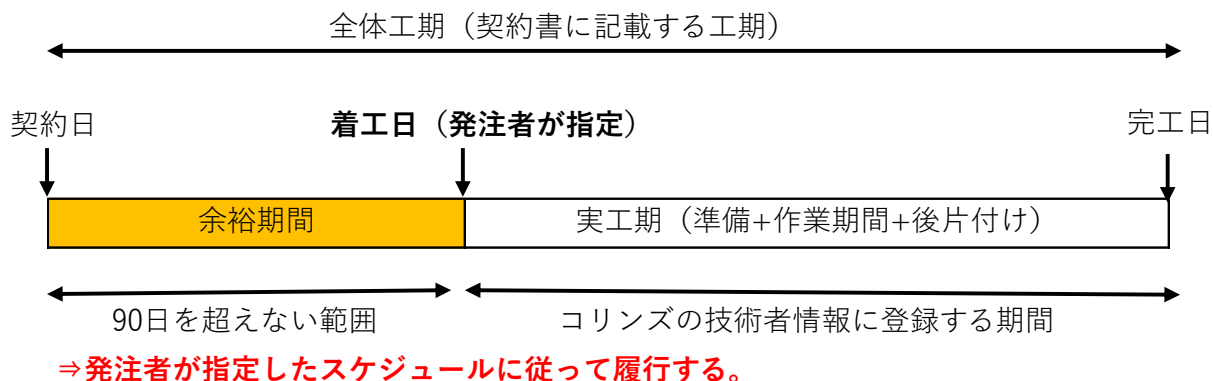 全体工期（契約書に記載する工期）
契約日
着工日（発注者が指定）
完工日
余裕期間
実工期（準備+作業期間+後片付け）
90日を超えない範囲
コリンズの技術者情報に登録する期間
⇒発注者が指定したスケジュールに従って履行する。